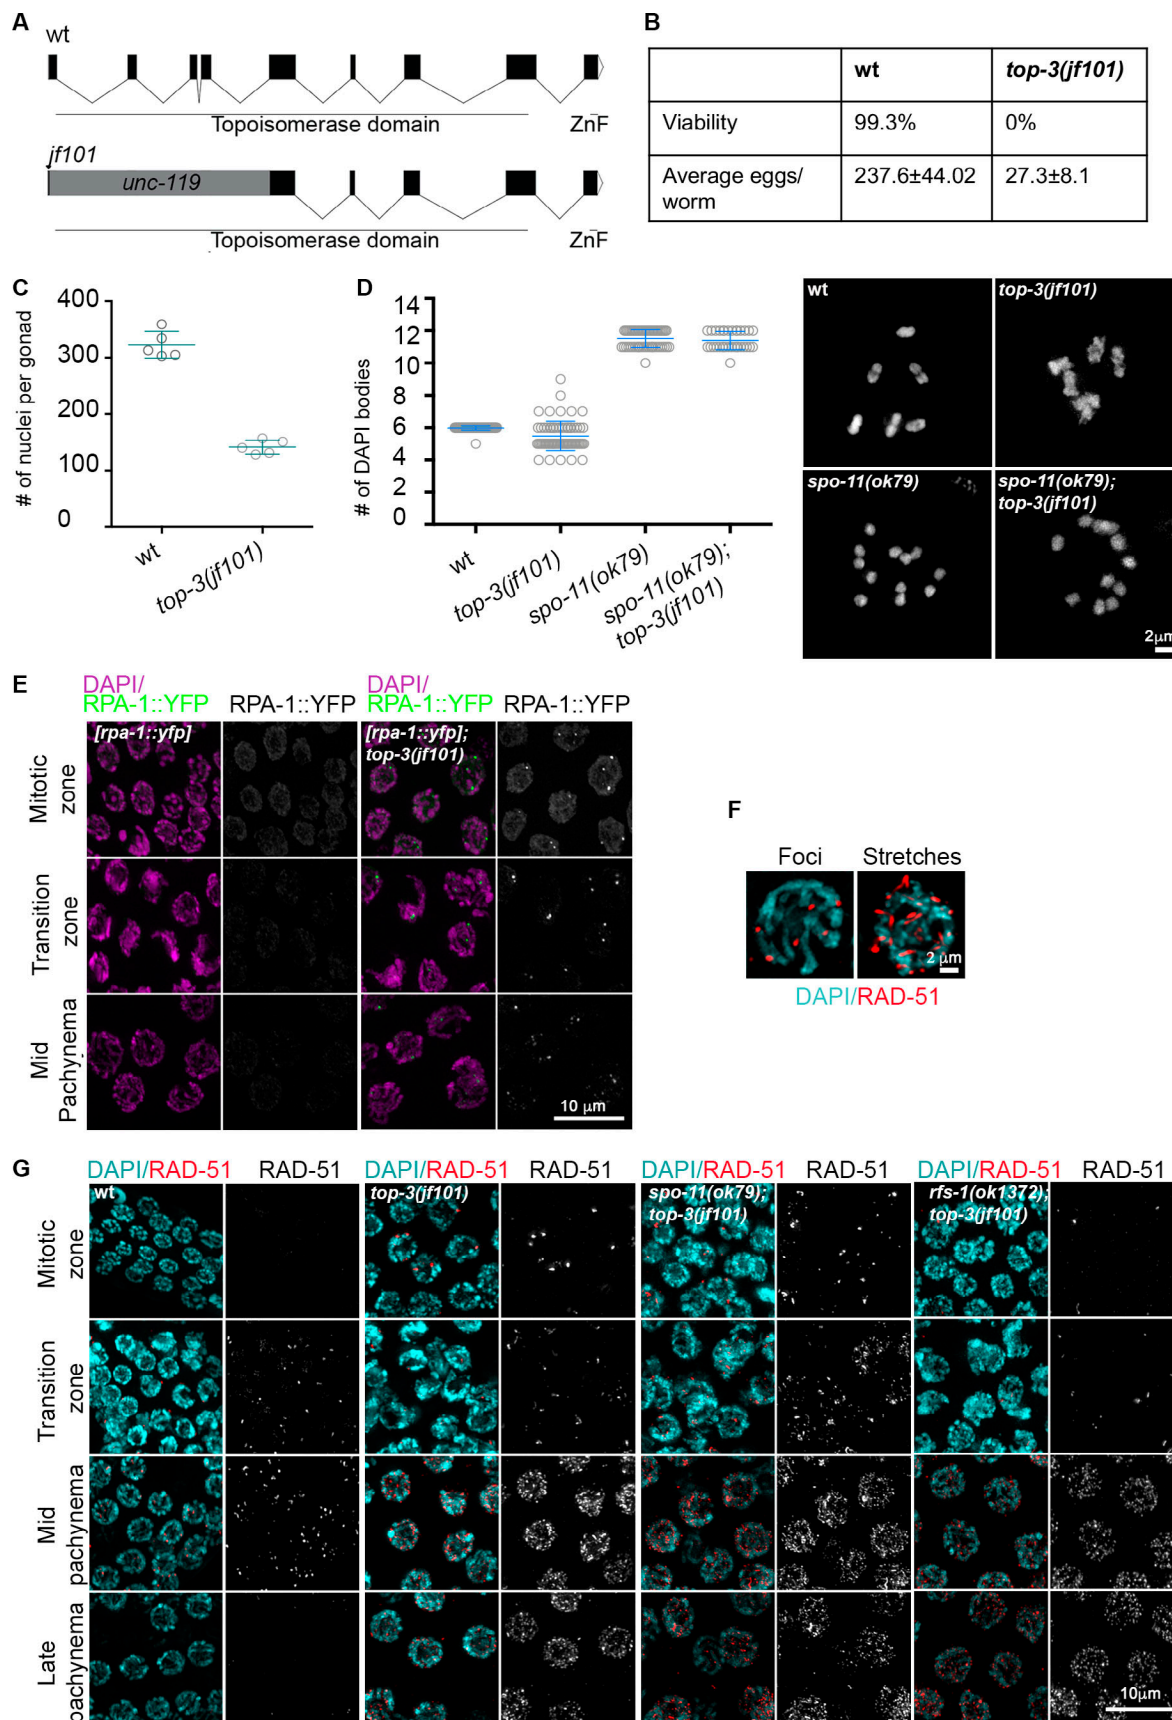 A
wt
Topoisomerase domain
ZnF
jf101
unc-119
Topoisomerase domain
ZnF
B
wt
top-3(jf101)
Viability
99.3%
0%
Average eggs/
worm
237.6±44.02
27.3±8.1
C
# of nuclei per gonad
400
300
200
100
0
wt
top-3(jf101)
D
# of DAPI bodies
14
12
10
8
6
4
2
0
wt
top-3(jf101)
spo-11(ok79)
spo-11(ok79);
top-3(jf101)
wt
top-3(jf101)
spo-11(ok79)
spo-11(ok79);
top-3(jf101)
2μm
E
DAPI/
RPA-1::YFP
RPA-1::YFP
DAPI/
RPA-1::YFP
RPA-1::YFP
[rpa-1::yfp]
[rpa-1::yfp];
top-3(jf101)
Mitotic
zone
Transition
zone
Mid
Pachynema
10 μm
F
Foci
Stretches
2 μm
DAPI/RAD-51
G
DAPI/RAD-51
RAD-51
DAPI/RAD-51
RAD-51
DAPI/RAD-51
RAD-51
DAPI/RAD-51
RAD-51
wt
top-3(jf101)
spo-11(ok79);
top-3(jf101)
rfs-1(ok1372);
top-3(jf101)
Mitotic
zone
Transition
zone
Mid
pachynema
Late
pachynema
10μm